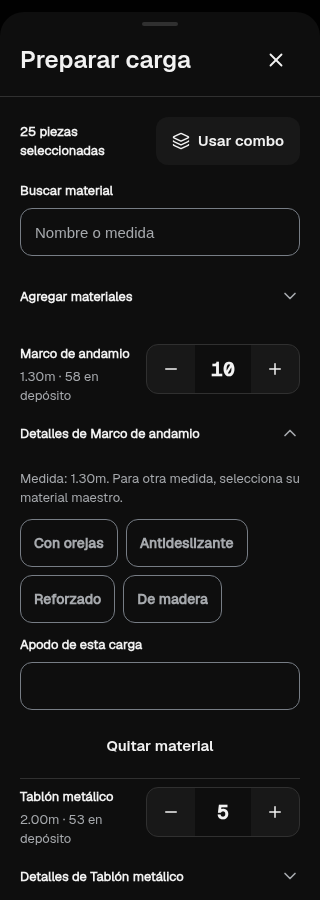 Preparar carga
25 piezas
seleccionadas
Usar combo
Buscar material
Nombre o medida
Agregar materiales
Marco de andamio
1.30m · 58 en
depósito
− 10 +
Detalles de Marco de andamio
Medida: 1.30m. Para otra medida, selecciona su
material maestro.
Con orejas
Antideslizante
Reforzado
De madera
Apodo de esta carga
Quitar material
Tablón metálico
2.00m · 53 en
depósito
− 5 +
Detalles de Tablón metálico